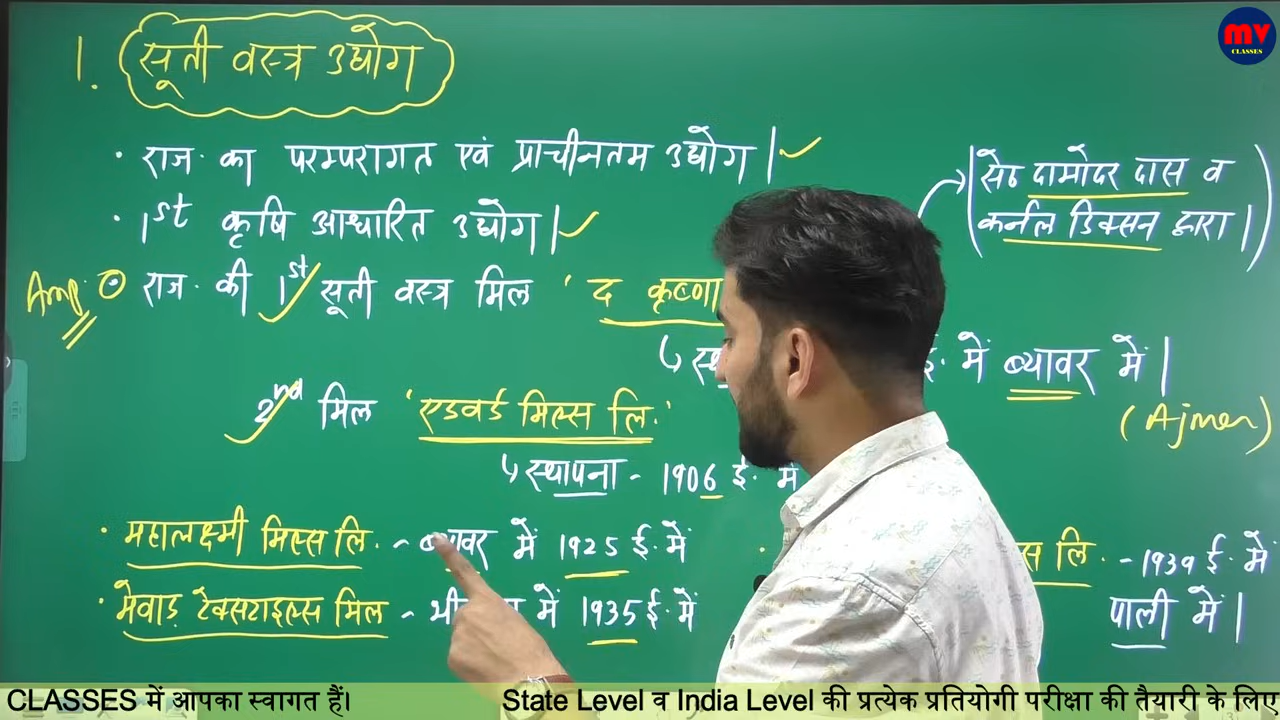 mv
CLASSES
1. सूती वस्त्र उद्योग
• राज. का परम्परागत एवं प्राचीनतम उद्योग |
• 1st कृषि आधारित उद्योग |
Amp. राज. की 1st सूती वस्त्र मिल ' द कृष्णा
(सेठ दामोदर दास व
कर्नल डिक्सन द्वारा |)
ई. में ब्यावर में |
(Ajmer)
2nd मिल 'एडवर्ड मिल्स लि.'
↳ स्थापना - 1906 ई. में
• महालक्ष्मी मिल्स लि. - ब्यावर में 1925 ई. में
• मेवाड़ टेक्सटाइल्स मिल - में 1935 ई. में
लि. - 1939 ई. में
पाली में |
CLASSES में आपका स्वागत हैं। State Level व India Level की प्रत्येक प्रतियोगी परीक्षा की तैयारी के लिए